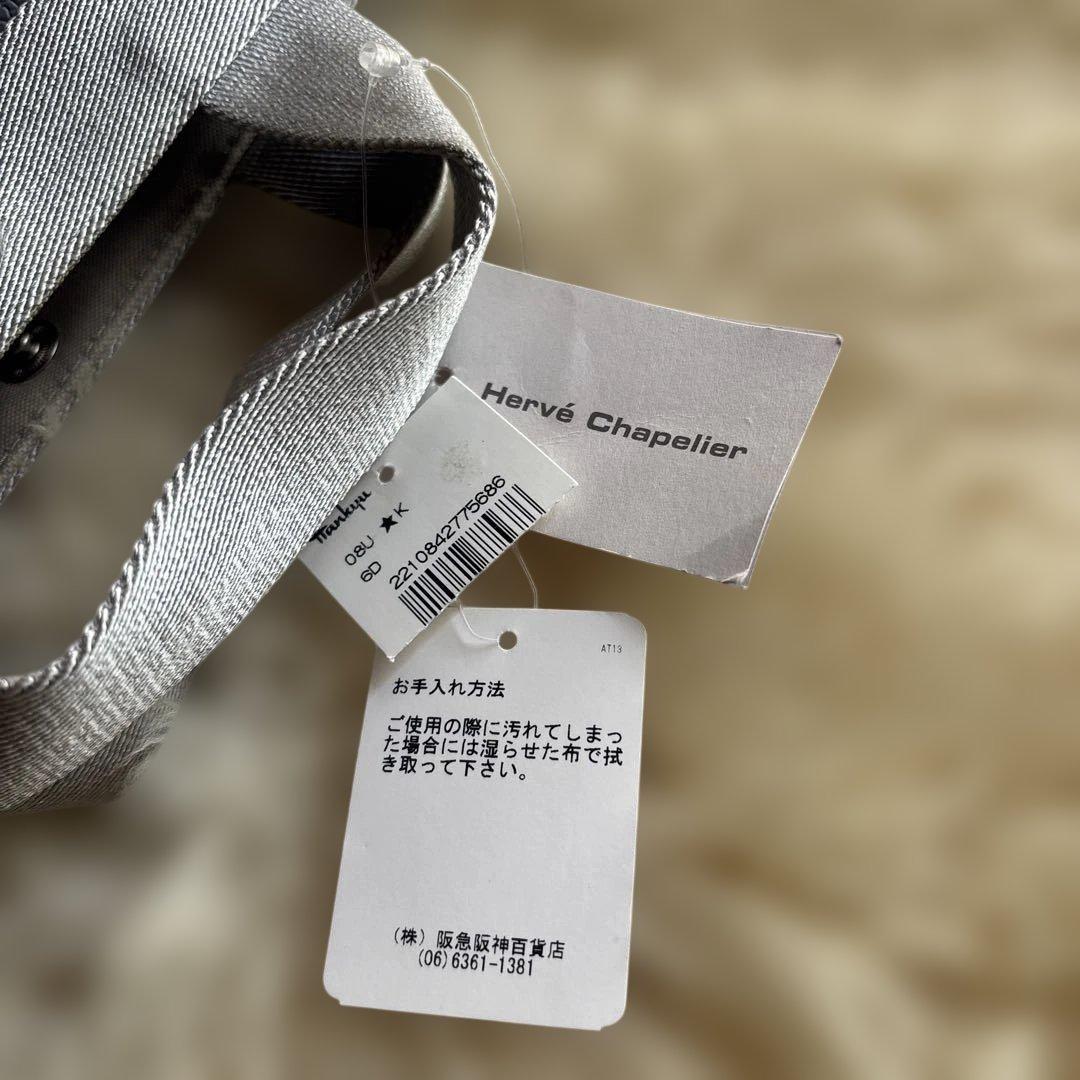 Hervé Chapelier
Hankyu
08U ★K
6D
2210842775686
AT13
お手入れ方法
ご使用の際に汚れてしまっ
た場合には湿らせた布で拭
き取って下さい。
(株) 阪急阪神百貨店
(06)6361-1381